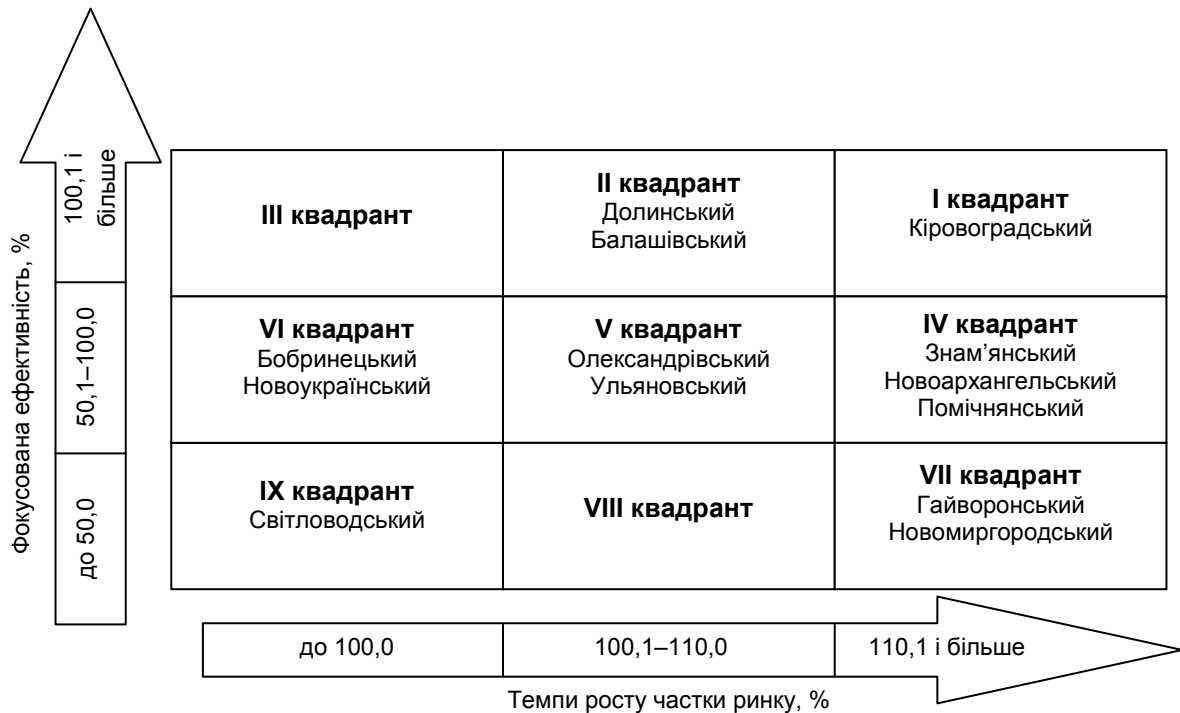 Фокусована ефективність, %
100,1 і
більше
50,1–100,0
до 50,0
III квадрант
II квадрант
Долинський
Балашівський
I квадрант
Кіровоградський
VI квадрант
Бобринецький
Новоукраїнський
V квадрант
Олександрівський
Ульяновський
IV квадрант
Знам’янський
Новоархангельський
Помічнянський
IX квадрант
Світловодський
VIII квадрант
VII квадрант
Гайворонський
Новомиргородський
до 100,0
100,1–110,0
110,1 і більше
Темпи росту частки ринку, %